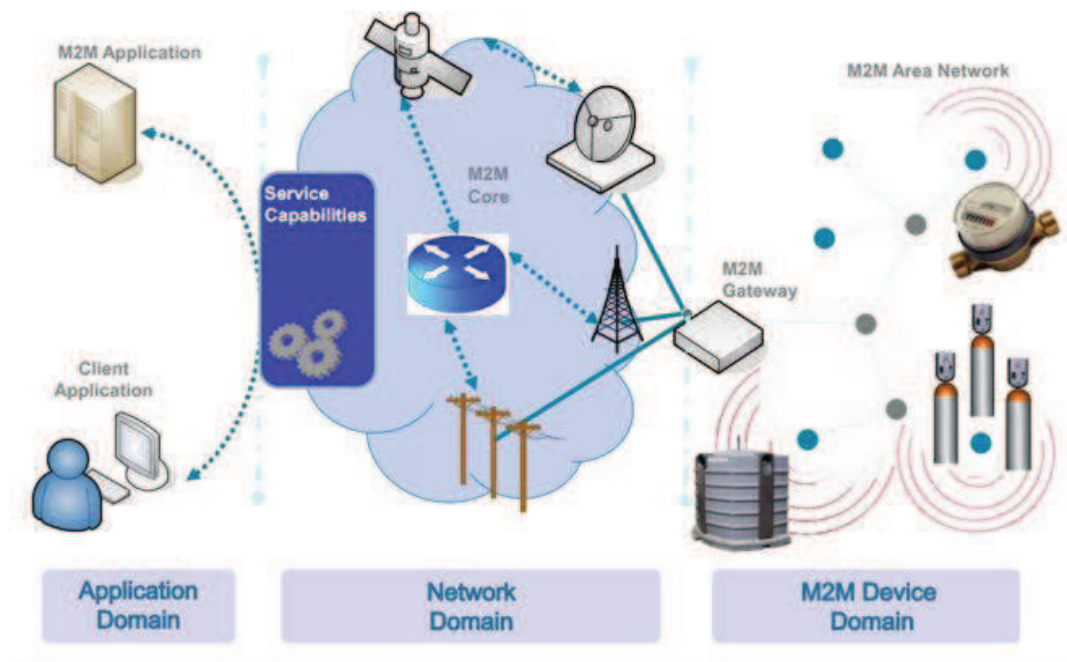 M2M Application
M2M Area Network
M2M
Core
Service
Capabilities
M2M
Gateway
Client
Application
Application
Domain
Network
Domain
M2M Device
Domain